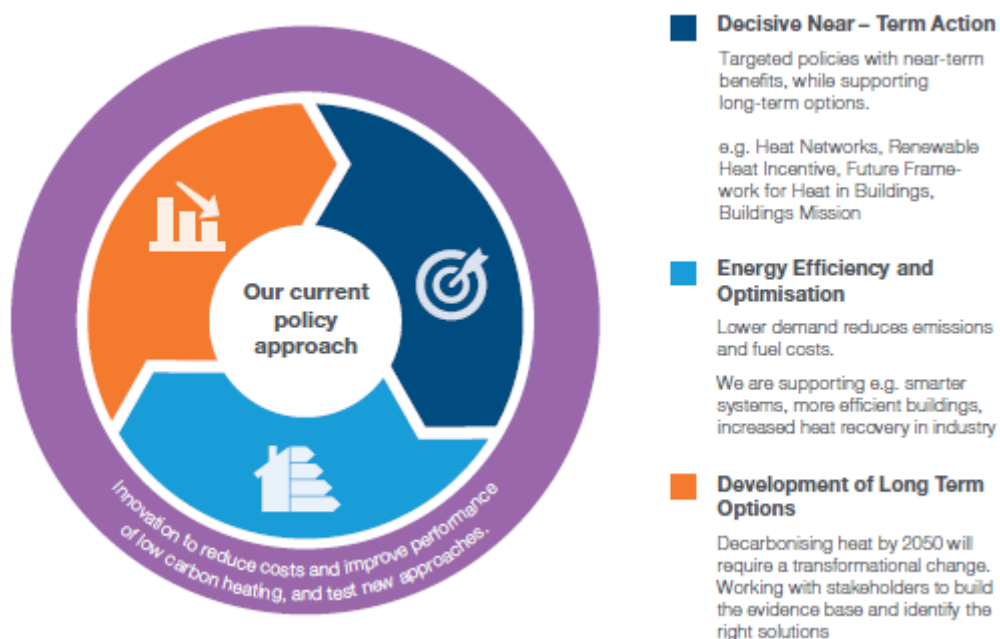 Our current
policy
approach
Innovation to reduce costs and improve performance
of low carbon heating, and test new approaches.
Decisive Near – Term Action
Targeted policies with near-term
benefits, while supporting
long-term options.
e.g. Heat Networks, Renewable
Heat Incentive, Future Frame-
work for Heat in Buildings,
Buildings Mission
Energy Efficiency and
Optimisation
Lower demand reduces emissions
and fuel costs.
We are supporting e.g. smarter
systems, more efficient buildings,
increased heat recovery in industry
Development of Long Term
Options
Decarbonising heat by 2050 will
require a transformational change.
Working with stakeholders to build
the evidence base and identify the
right solutions